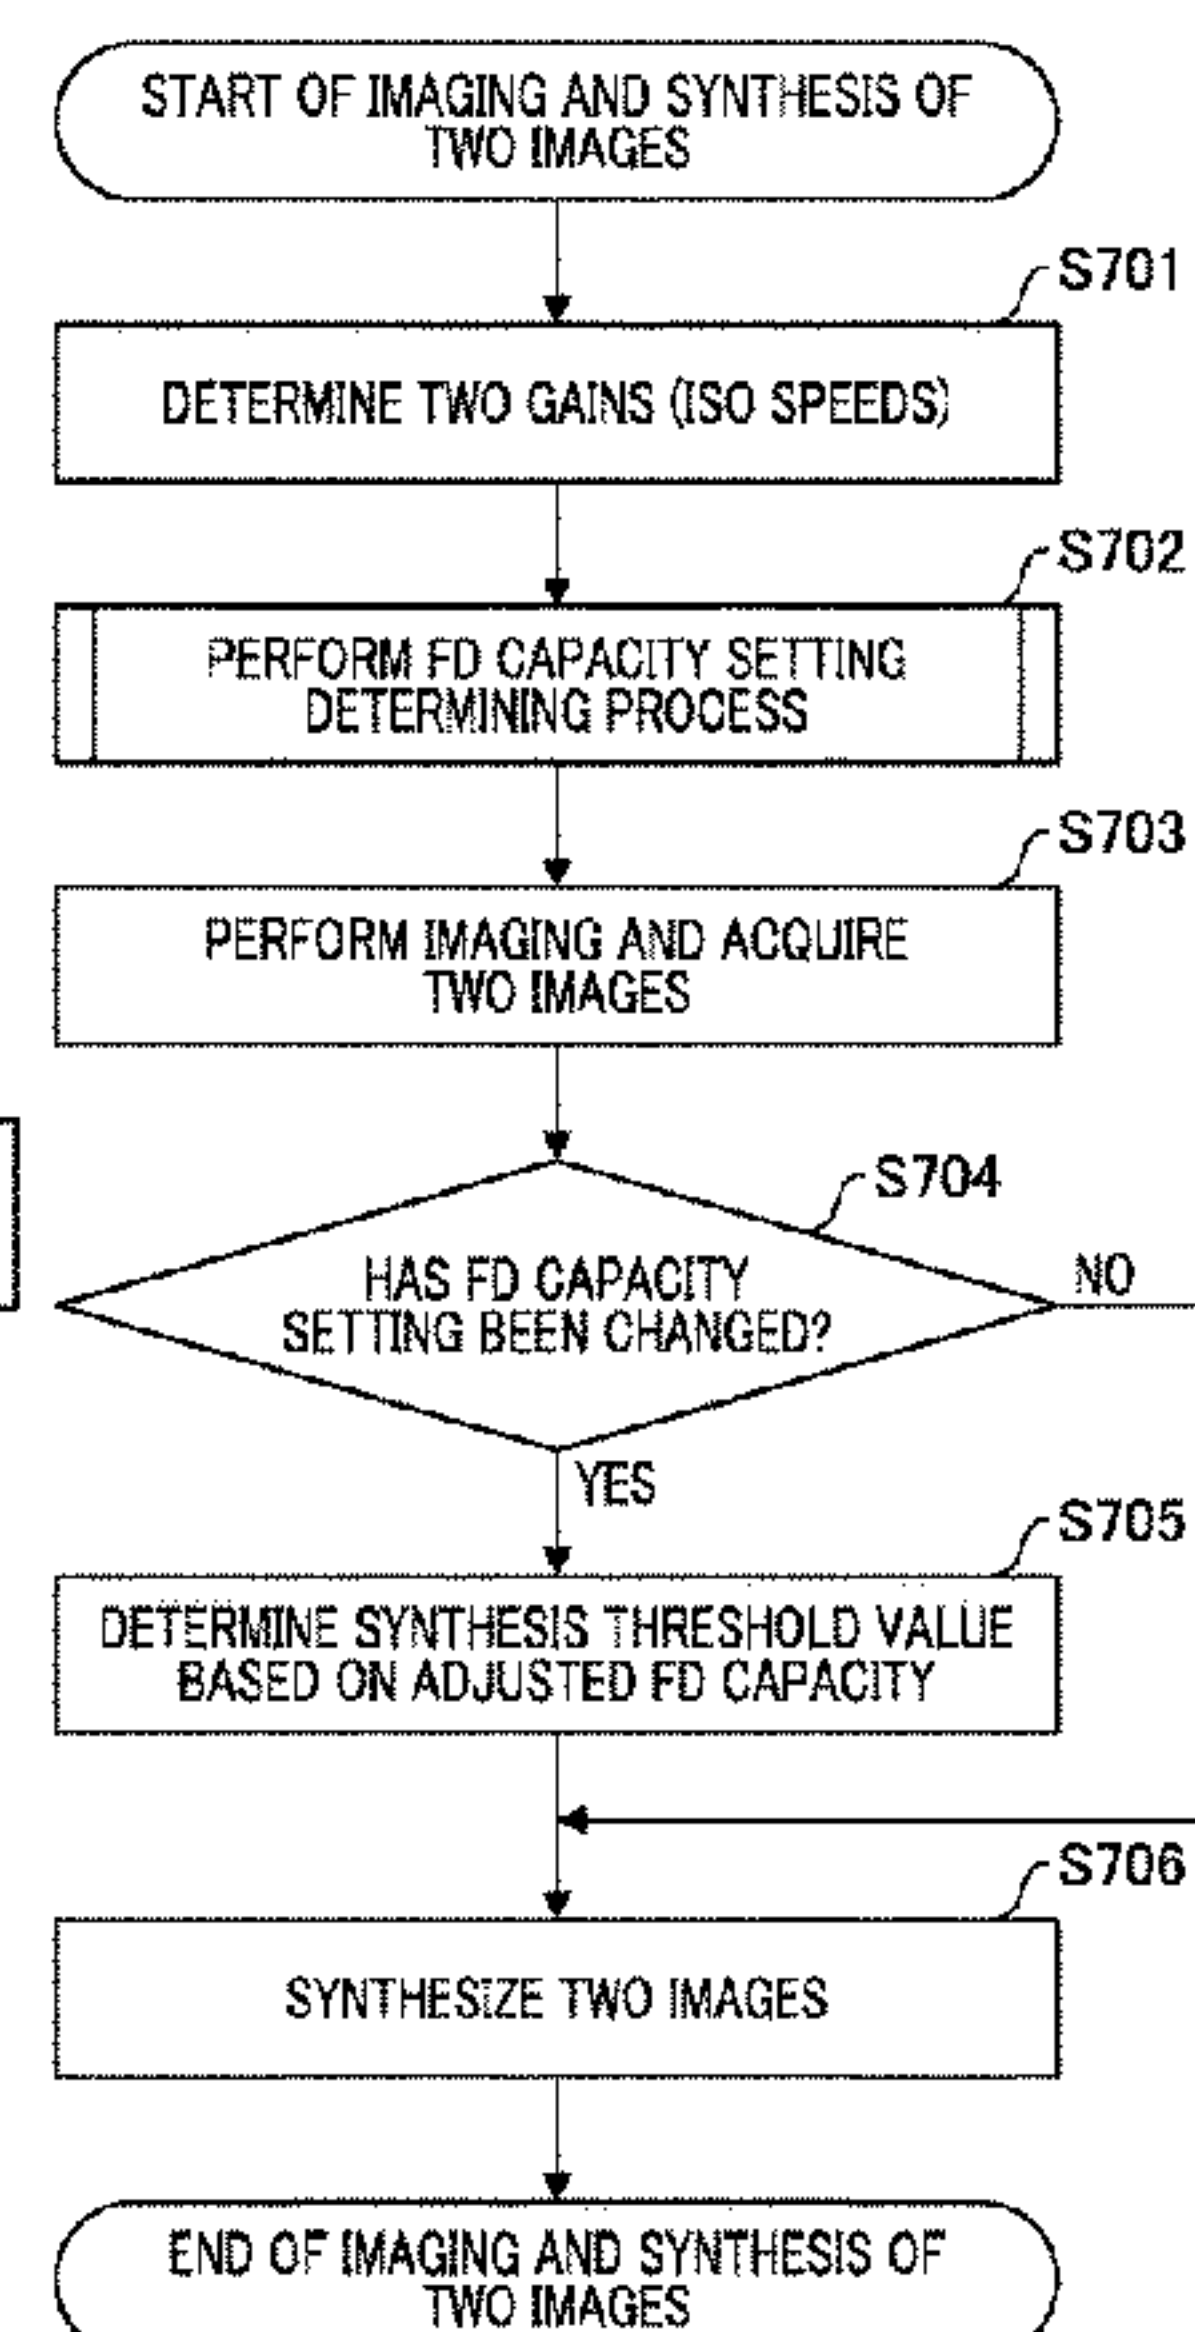 START OF IMAGING AND SYNTHESIS OF
TWO IMAGES
S701
DETERMINE TWO GAINS (ISO SPEEDS)
S702
PERFORM FD CAPACITY SETTING
DETERMINING PROCESS
S703
PERFORM IMAGING AND ACQUIRE
TWO IMAGES
S704
HAS FD CAPACITY
SETTING BEEN CHANGED?
NO
YES
S705
DETERMINE SYNTHESIS THRESHOLD VALUE
BASED ON ADJUSTED FD CAPACITY
S706
SYNTHESIZE TWO IMAGES
END OF IMAGING AND SYNTHESIS OF
TWO IMAGES